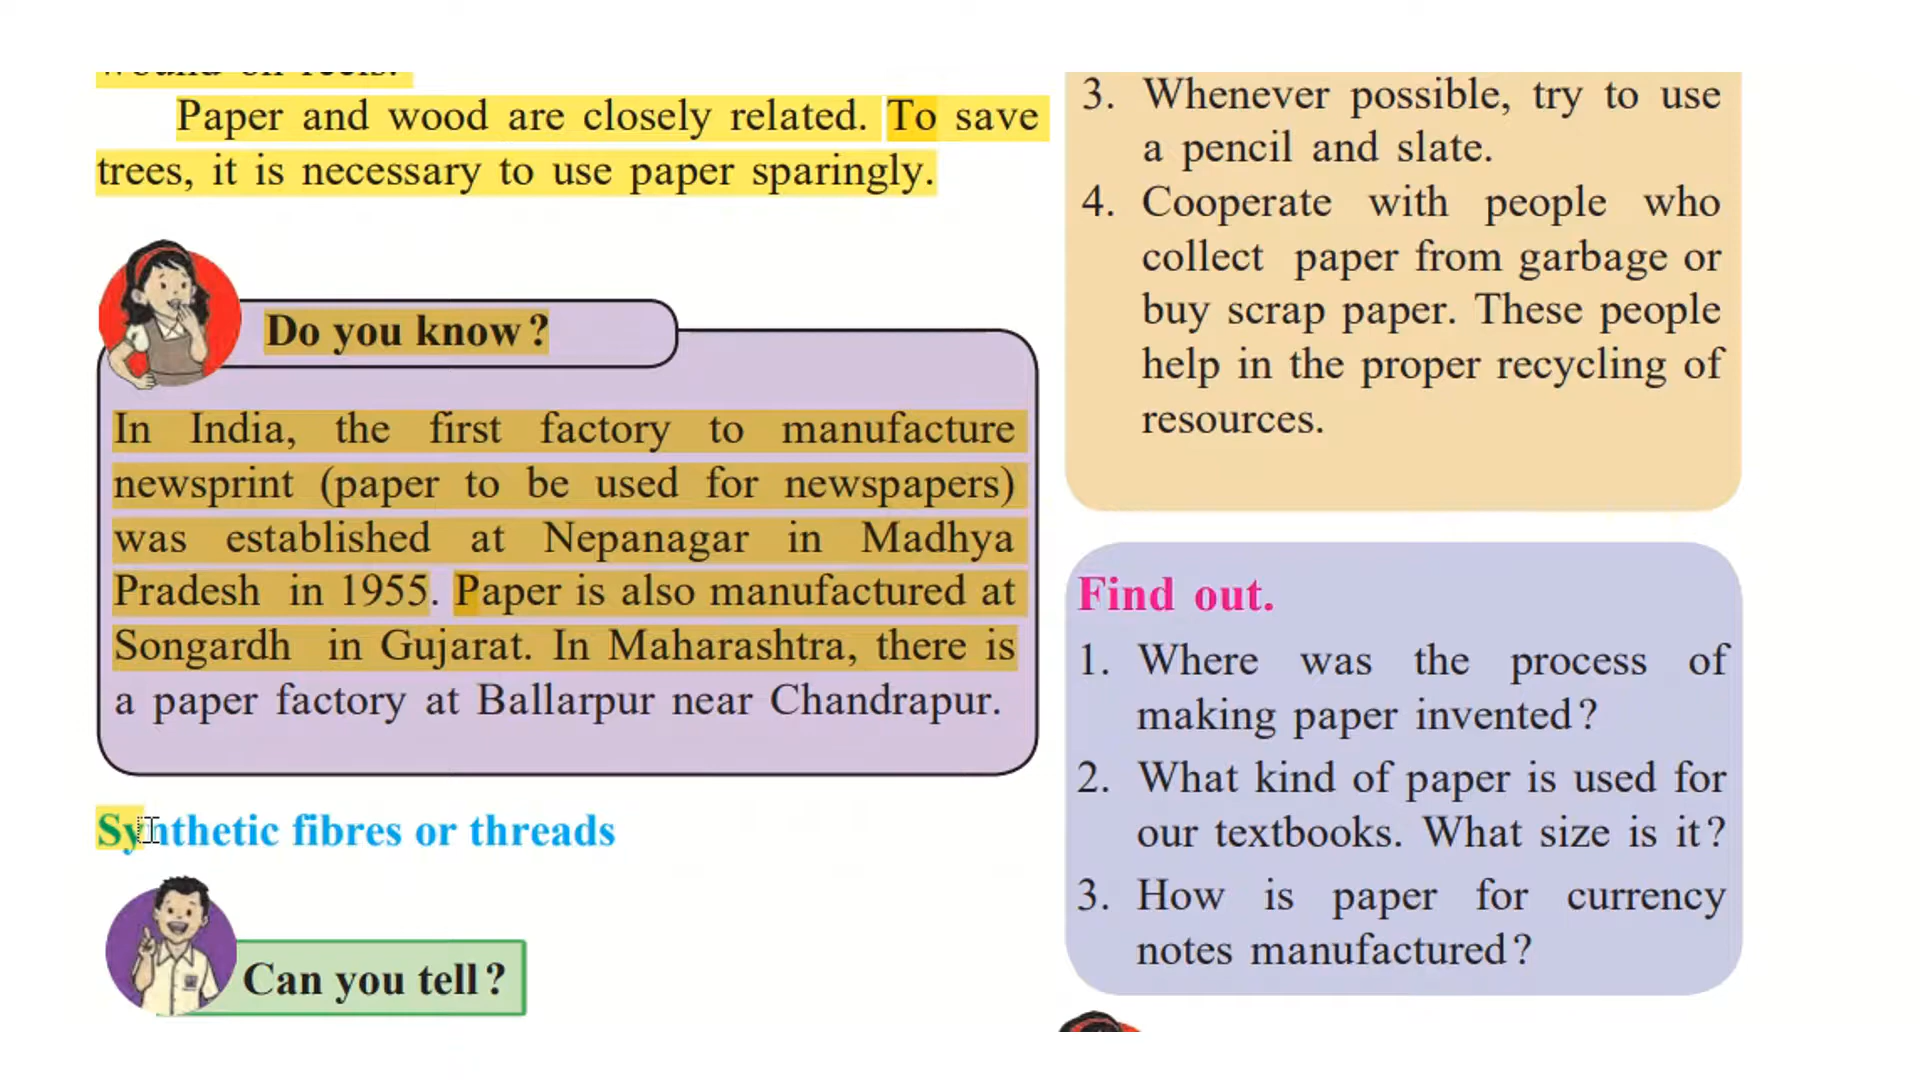 wound on reels.
Paper and wood are closely related. To save
trees, it is necessary to use paper sparingly.
Do you know?
In India, the first factory to manufacture
newsprint (paper to be used for newspapers)
was established at Nepanagar in Madhya
Pradesh in 1955. Paper is also manufactured at
Songardh in Gujarat. In Maharashtra, there is
a paper factory at Ballarpur near Chandrapur.
Synthetic fibres or threads
Can you tell?
3. Whenever possible, try to use
a pencil and slate.
4. Cooperate with people who
collect paper from garbage or
buy scrap paper. These people
help in the proper recycling of
resources.
Find out.
1. Where was the process of
making paper invented?
2. What kind of paper is used for
our textbooks. What size is it?
3. How is paper for currency
notes manufactured?